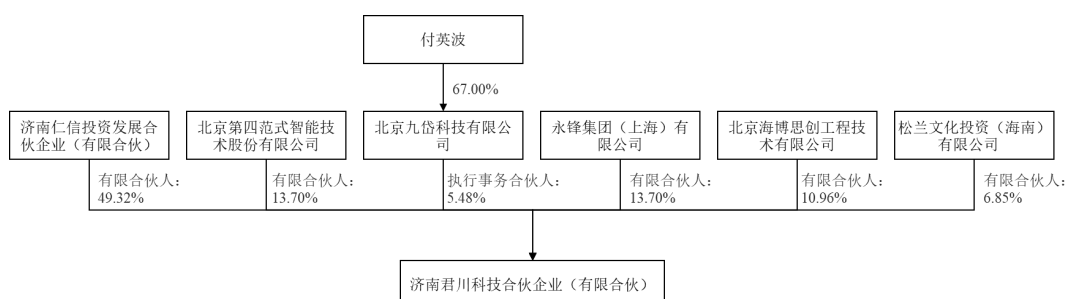 付英波
67.00%
济南仁信投资发展合
伙企业（有限合伙）
北京第四范式智能技
术股份有限公司
北京九岱科技有限公
司
永锋集团（上海）有
限公司
北京海博思创工程技
术有限公司
松兰文化投资（海南）
有限公司
有限合伙人：
49.32%
有限合伙人：
13.70%
执行事务合伙人：
5.48%
有限合伙人：
13.70%
有限合伙人：
10.96%
有限合伙人：
6.85%
济南君川科技合伙企业（有限合伙）